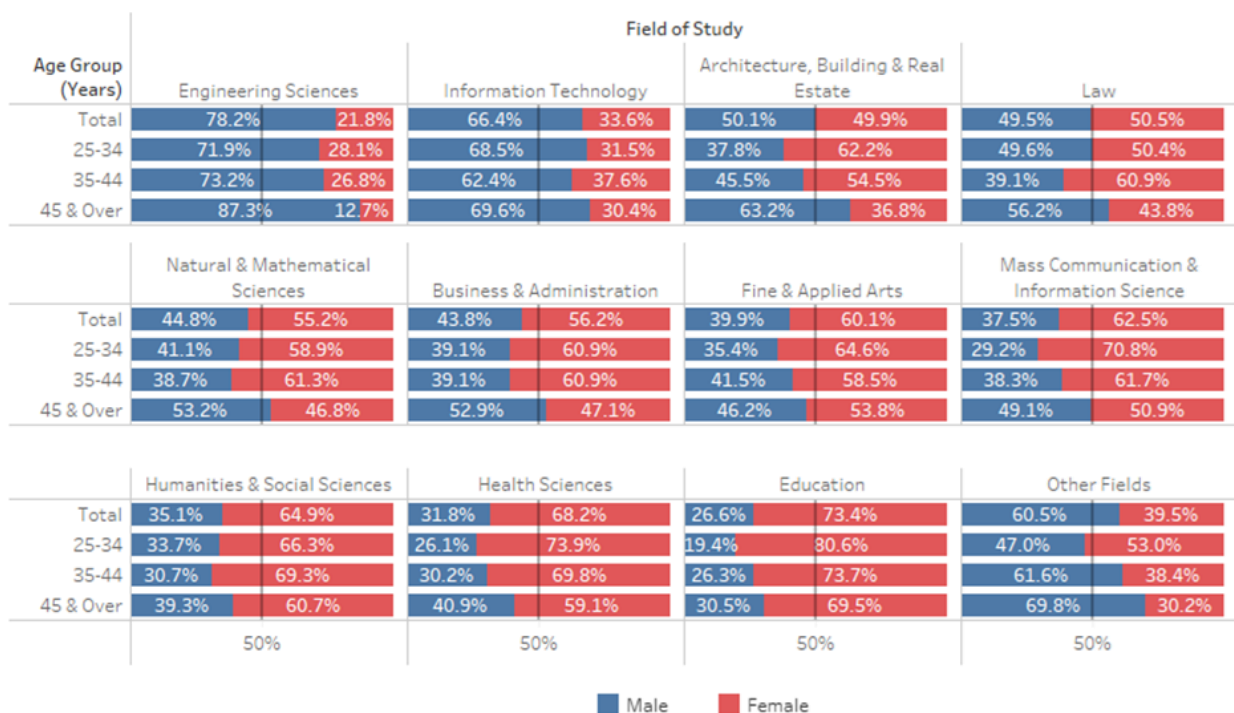 Field of Study
Age Group
(Years)
Engineering Sciences
Information Technology
Architecture, Building & Real
Estate
Law
Total 78.2% 21.8% 66.4% 33.6% 50.1% 49.9% 49.5% 50.5%
25-34 71.9% 28.1% 68.5% 31.5% 37.8% 62.2% 49.6% 50.4%
35-44 73.2% 26.8% 62.4% 37.6% 45.5% 54.5% 39.1% 60.9%
45 & Over 87.3% 12.7% 69.6% 30.4% 63.2% 36.8% 56.2% 43.8%
Natural & Mathematical
Sciences
Business & Administration
Fine & Applied Arts
Mass Communication &
Information Science
Total 44.8% 55.2% 43.8% 56.2% 39.9% 60.1% 37.5% 62.5%
25-34 41.1% 58.9% 39.1% 60.9% 35.4% 64.6% 29.2% 70.8%
35-44 38.7% 61.3% 39.1% 60.9% 41.5% 58.5% 38.3% 61.7%
45 & Over 53.2% 46.8% 52.9% 47.1% 46.2% 53.8% 49.1% 50.9%
Humanities & Social Sciences
Health Sciences
Education
Other Fields
Total 35.1% 64.9% 31.8% 68.2% 26.6% 73.4% 60.5% 39.5%
25-34 33.7% 66.3% 26.1% 73.9% 19.4% 80.6% 47.0% 53.0%
35-44 30.7% 69.3% 30.2% 69.8% 26.3% 73.7% 61.6% 38.4%
45 & Over 39.3% 60.7% 40.9% 59.1% 30.5% 69.5% 69.8% 30.2%
50% 50% 50% 50%
Male Female